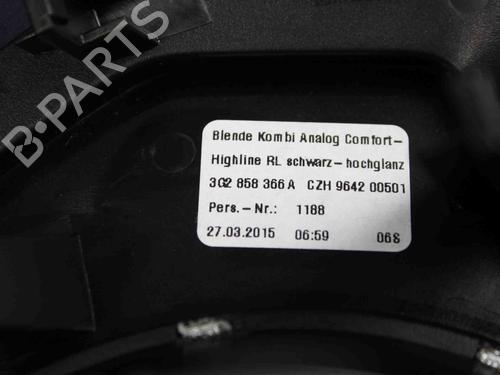 Blende Kombi Analog Comfort-
Highline RL schwarz-hochglanz
3G2 858 366 A CZH 9642 00501
Pers.-Nr.: 1188
27.03.2015 06:59 06S
B-PARTS